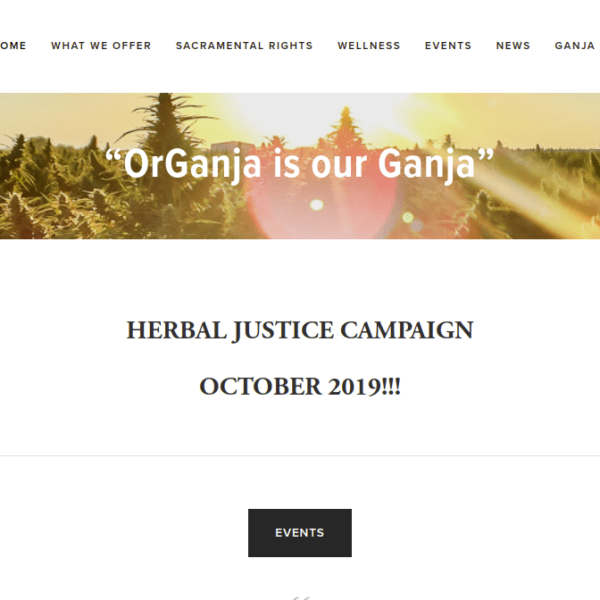 OME WHAT WE OFFER SACRAMENTAL RIGHTS WELLNESS EVENTS NEWS GANJA
“OrGanja is our Ganja”
HERBAL JUSTICE CAMPAIGN
OCTOBER 2019!!!
EVENTS
“